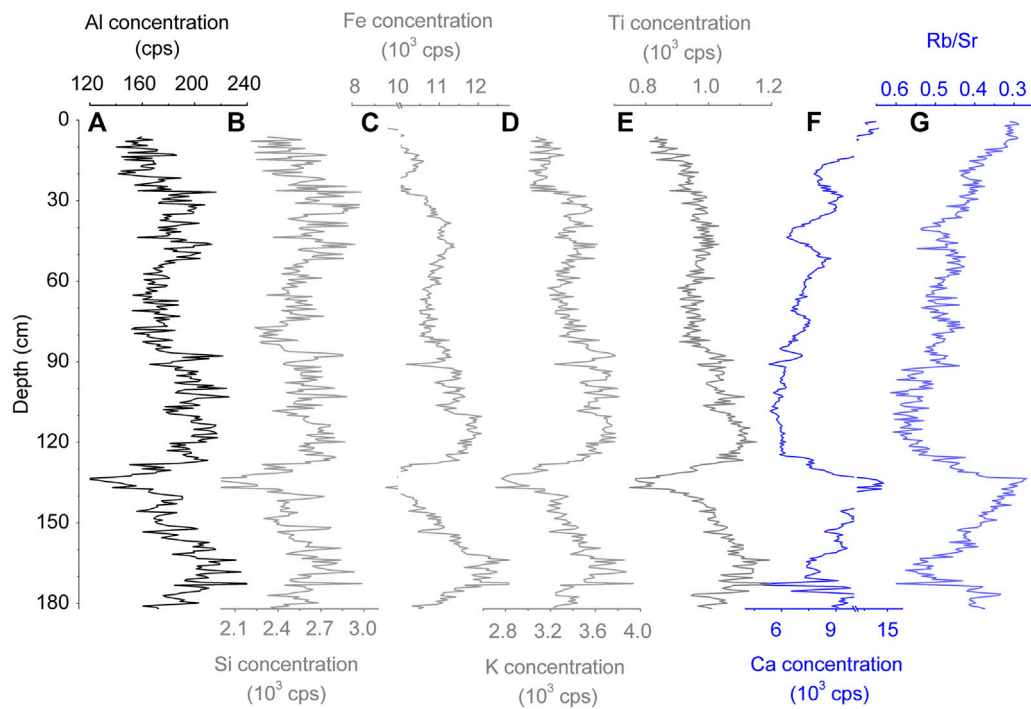 Al concentration
(cps)
120 160 200 240
Fe concentration
(10³ cps)
8 10 11 12
Ti concentration
(10³ cps)
0.8 1.0 1.2
Rb/Sr
0.6 0.5 0.4 0.3
A B C D E F G
Depth (cm)
0
30
60
90
120
150
180
2.1 2.4 2.7 3.0
Si concentration
(10³ cps)
2.8 3.2 3.6 4.0
K concentration
(10³ cps)
6 9 15
Ca concentration
(10³ cps)